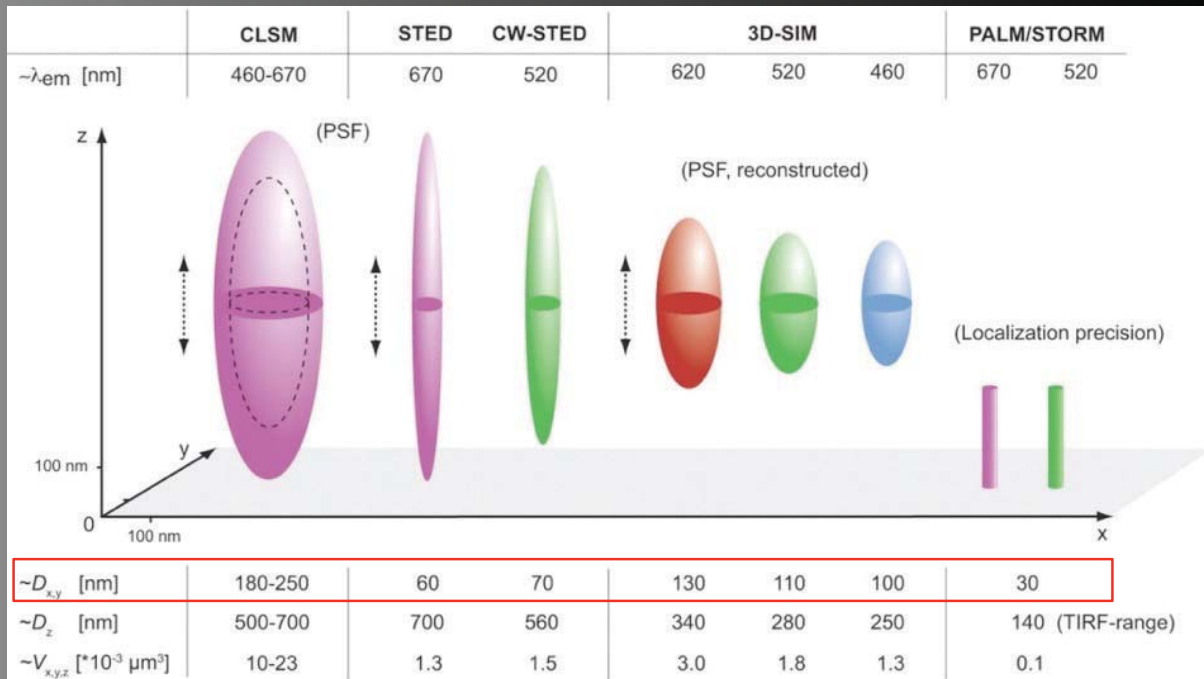 CLSM STED CW-STED 3D-SIM PALM/STORM
~λem [nm] 460-670 670 520 620 520 460 670 520
z
(PSF)
(PSF, reconstructed)
(Localization precision)
y
100 nm
0
100 nm
x
~Dx,y [nm] 180-250 60 70 130 110 100 30
~Dz [nm] 500-700 700 560 340 280 250 140 (TIRF-range)
~Vx,y,z [*10⁻³ µm³] 10-23 1.3 1.5 3.0 1.8 1.3 0.1